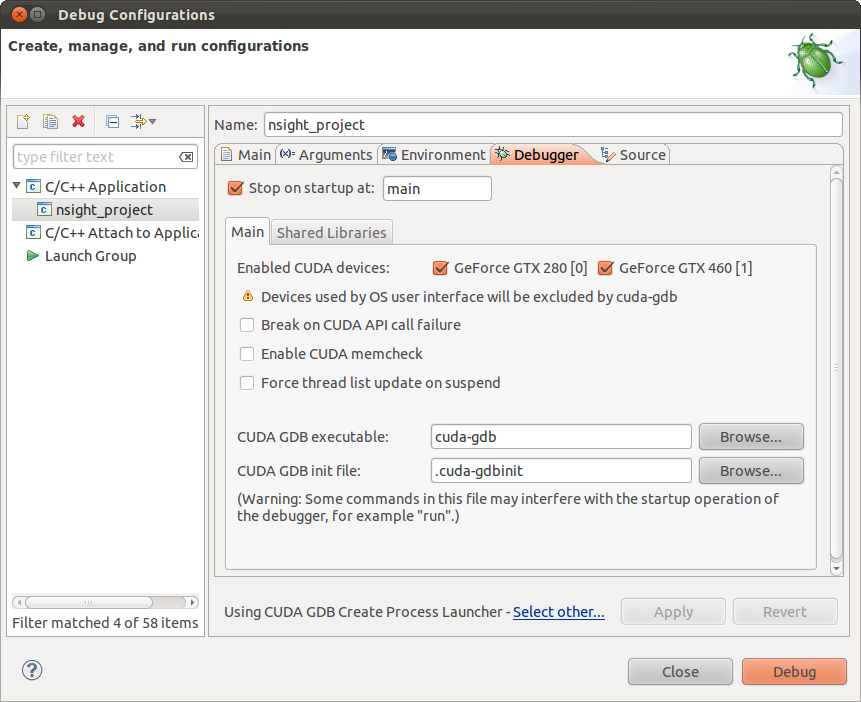 Debug Configurations
Create, manage, and run configurations
type filter text
C/C++ Application
nsight_project
C/C++ Attach to Applica
Launch Group
Filter matched 4 of 58 items
Name: nsight_project
Main (x)= Arguments Environment Debugger Source
Stop on startup at: main
Main Shared Libraries
Enabled CUDA devices: GeForce GTX 280 [0] GeForce GTX 460 [1]
Devices used by OS user interface will be excluded by cuda-gdb
Break on CUDA API call failure
Enable CUDA memcheck
Force thread list update on suspend
CUDA GDB executable: cuda-gdb Browse...
CUDA GDB init file: .cuda-gdbinit Browse...
(Warning: Some commands in this file may interfere with the startup operation of
the debugger, for example "run".)
Using CUDA GDB Create Process Launcher - Select other... Apply Revert
? Close Debug